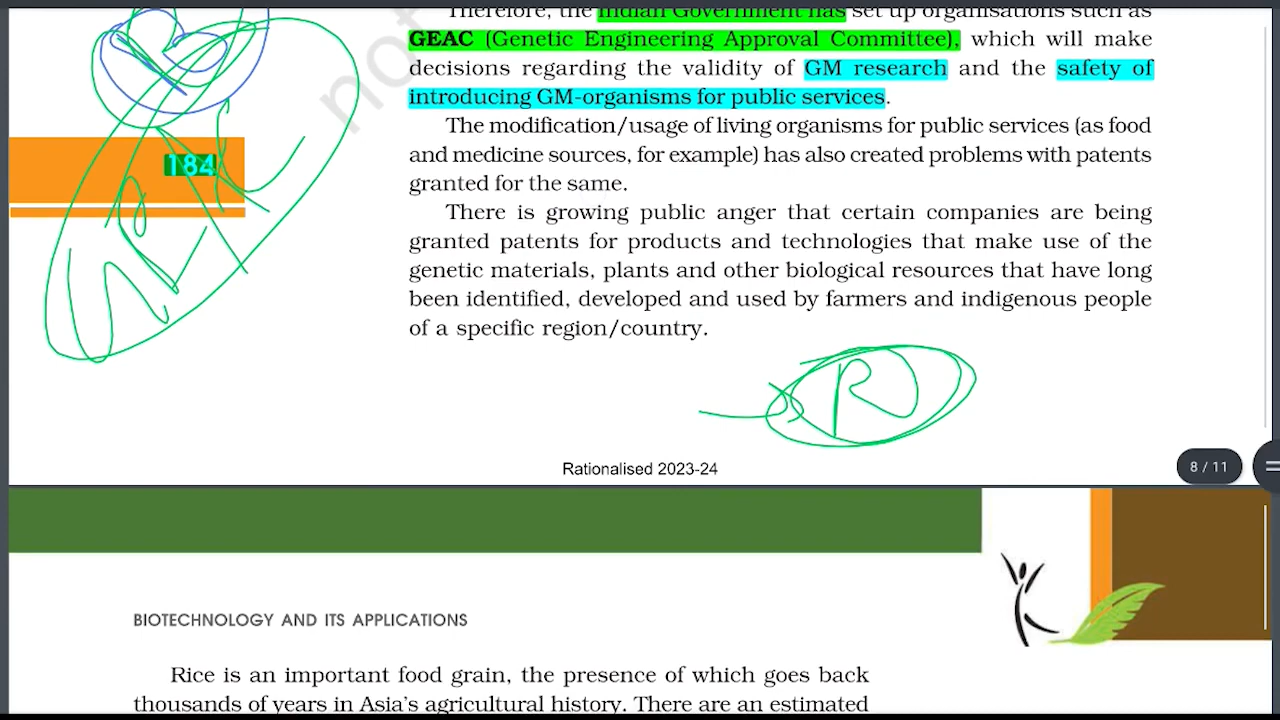 Therefore, the Indian Government has set up organisations such as
GEAC (Genetic Engineering Approval Committee), which will make
decisions regarding the validity of GM research and the safety of
introducing GM-organisms for public services.
The modification/usage of living organisms for public services (as food
and medicine sources, for example) has also created problems with patents
granted for the same.
There is growing public anger that certain companies are being
granted patents for products and technologies that make use of the
genetic materials, plants and other biological resources that have long
been identified, developed and used by farmers and indigenous people
of a specific region/country.
184
not
R
Rationalised 2023-24
8 / 11
BIOTECHNOLOGY AND ITS APPLICATIONS
Rice is an important food grain, the presence of which goes back
thousands of years in Asia's agricultural history. There are an estimated